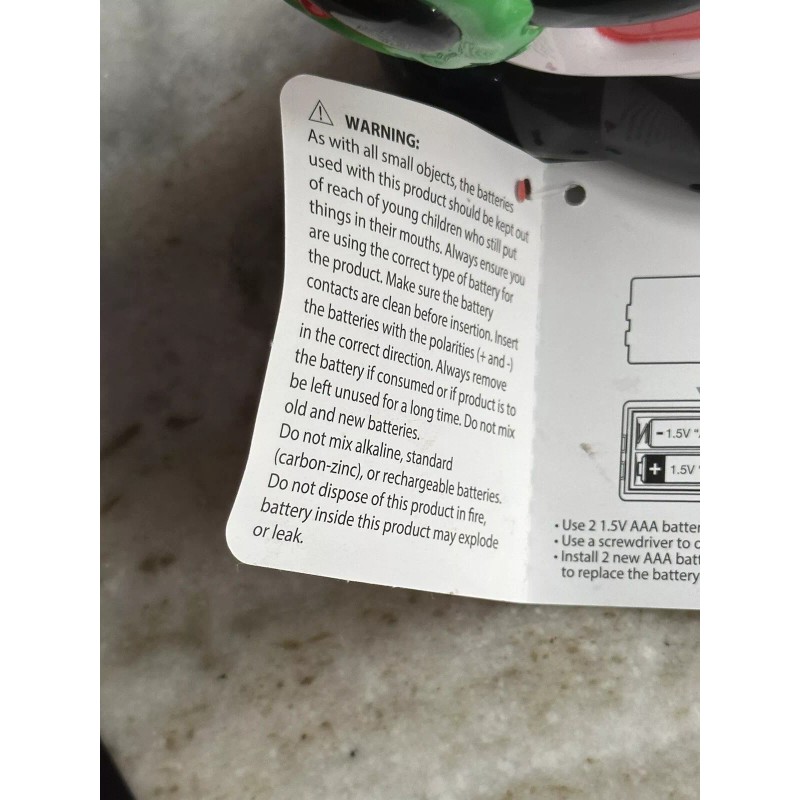 WARNING:
As with all small objects, the batteries
used with this product should be kept out
of reach of young children who still put
things in their mouths. Always ensure you
are using the correct type of battery for
the product. Make sure the battery
contacts are clean before insertion. Insert
the batteries with the polarities (+ and -)
in the correct direction. Always remove
the battery if consumed or if product is to
be left unused for a long time. Do not mix
old and new batteries.
Do not mix alkaline, standard
(carbon-zinc), or rechargeable batteries.
Do not dispose of this product in fire,
battery inside this product may explode
or leak.
- 1.5V "
+ 1.5V "
• Use 2 1.5V AAA
• Use a screwdriver to
• Install 2 new AAA
to replace the battery